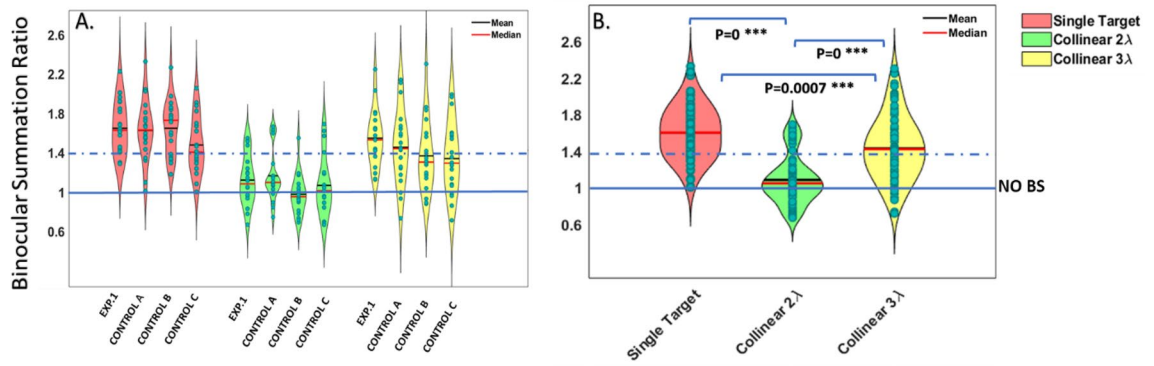 A.
Mean
Median
Binocular Summation Ratio
2.6
2.2
1.8
1.4
1
0.6
EXP.1
CONTROL A
CONTROL B
CONTROL C
EXP.1
CONTROL A
CONTROL B
CONTROL C
EXP.1
CONTROL A
CONTROL B
CONTROL C
B.
Mean
Median
P=0 ***
P=0 ***
P=0.0007 ***
2.6
2.2
1.8
1.4
1
0.6
NO BS
Single Target
Collinear 2λ
Collinear 3λ
Single Target
Collinear 2λ
Collinear 3λ